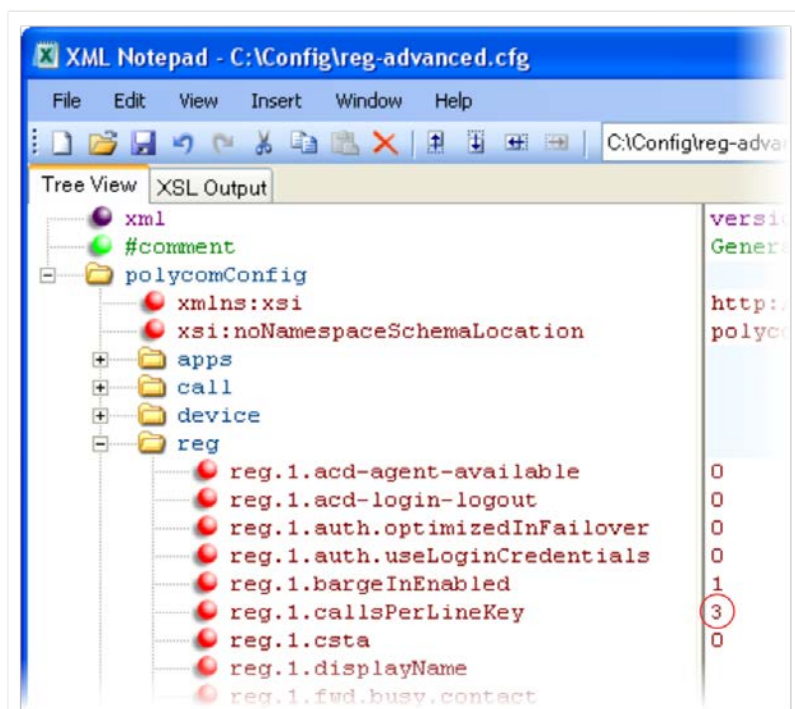 XML Notepad - C:\Config\reg-advanced.cfg
File Edit View Insert Window Help
C:\Config\reg-adva
Tree View XSL Output
xml versi
#comment Genera
polycomConfig
xmlns:xsi http:
xsi:noNamespaceSchemaLocation polyc
apps
call
device
reg
reg.1.acd-agent-available 0
reg.1.acd-login-logout 0
reg.1.auth.optimizedInFailover 0
reg.1.auth.useLoginCredentials 0
reg.1.bargeInEnabled 1
reg.1.callsPerLineKey 3
reg.1.csta 0
reg.1.displayName
reg.1.fwd.busy.contact